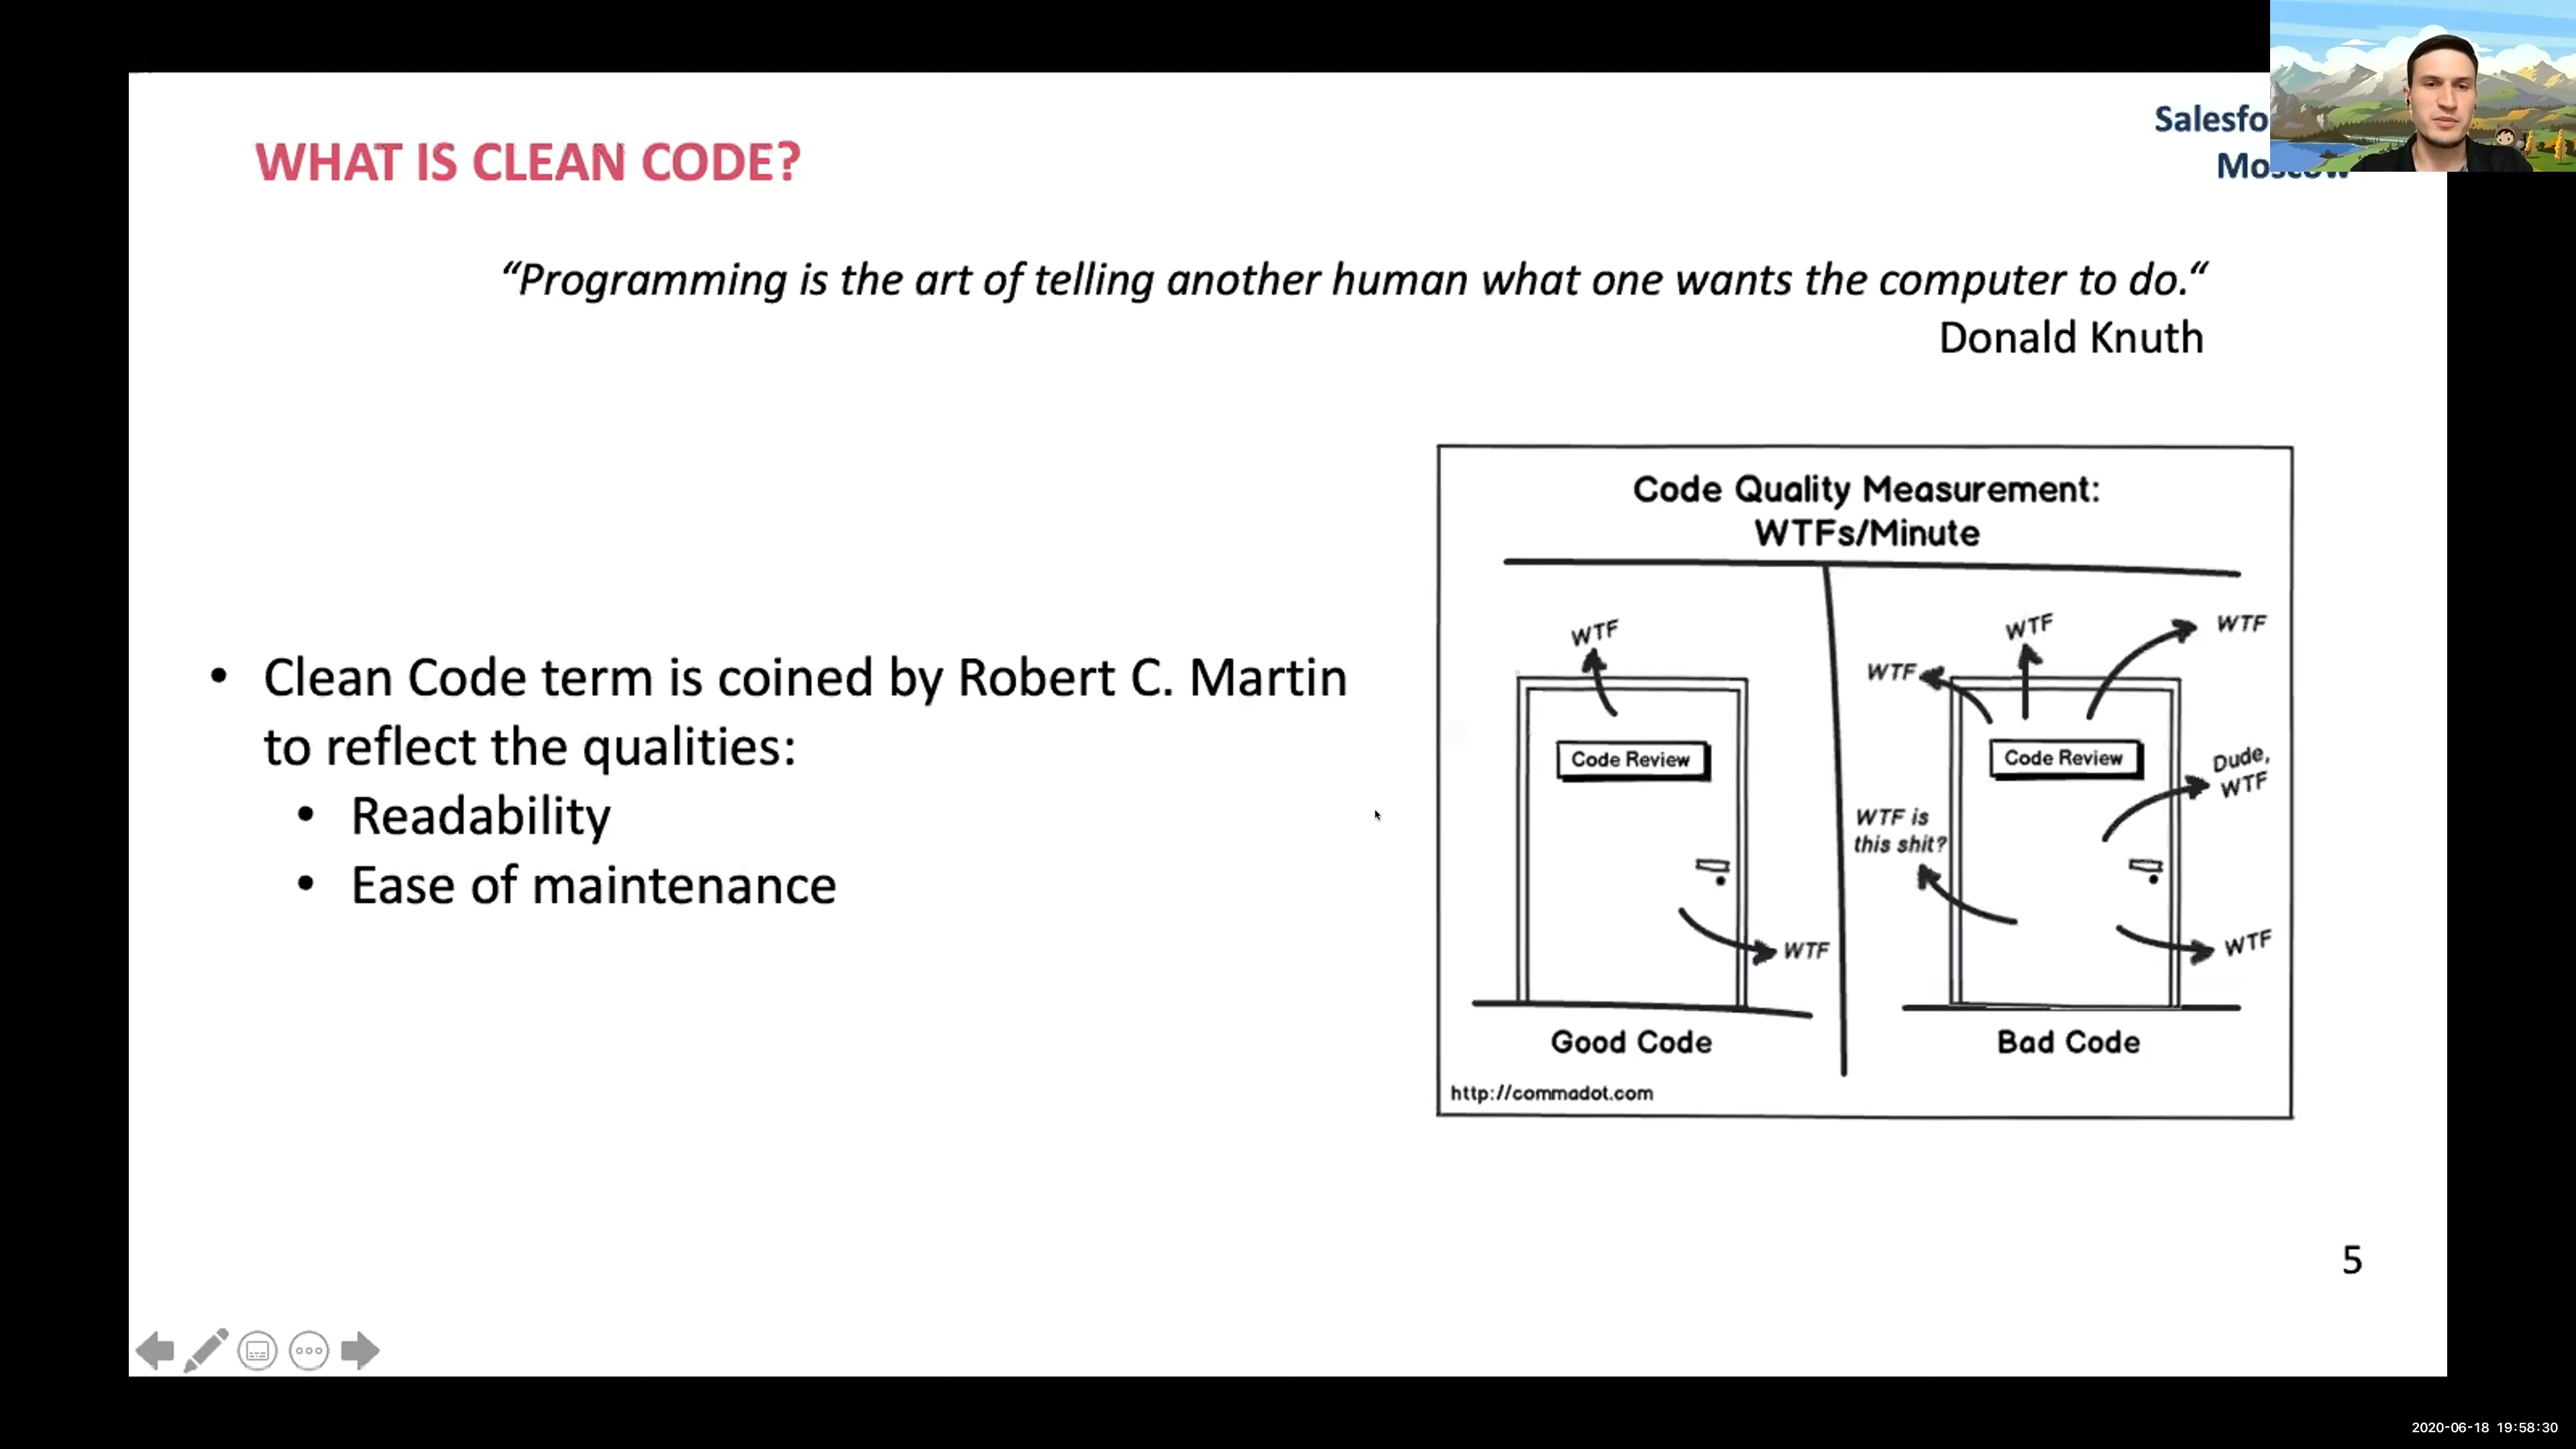 WHAT IS CLEAN CODE?
Salesfo
Moscow
“Programming is the art of telling another human what one wants the computer to do.“
Donald Knuth
• Clean Code term is coined by Robert C. Martin
to reflect the qualities:
• Readability
• Ease of maintenance
Code Quality Measurement:
WTFs/Minute
WTF
Code Review
WTF
Good Code
WTF
WTF
WTF
Code Review
Dude,
WTF
WTF is
this shit?
WTF
Bad Code
http://commadot.com
5
2020-06-18 19:58:30